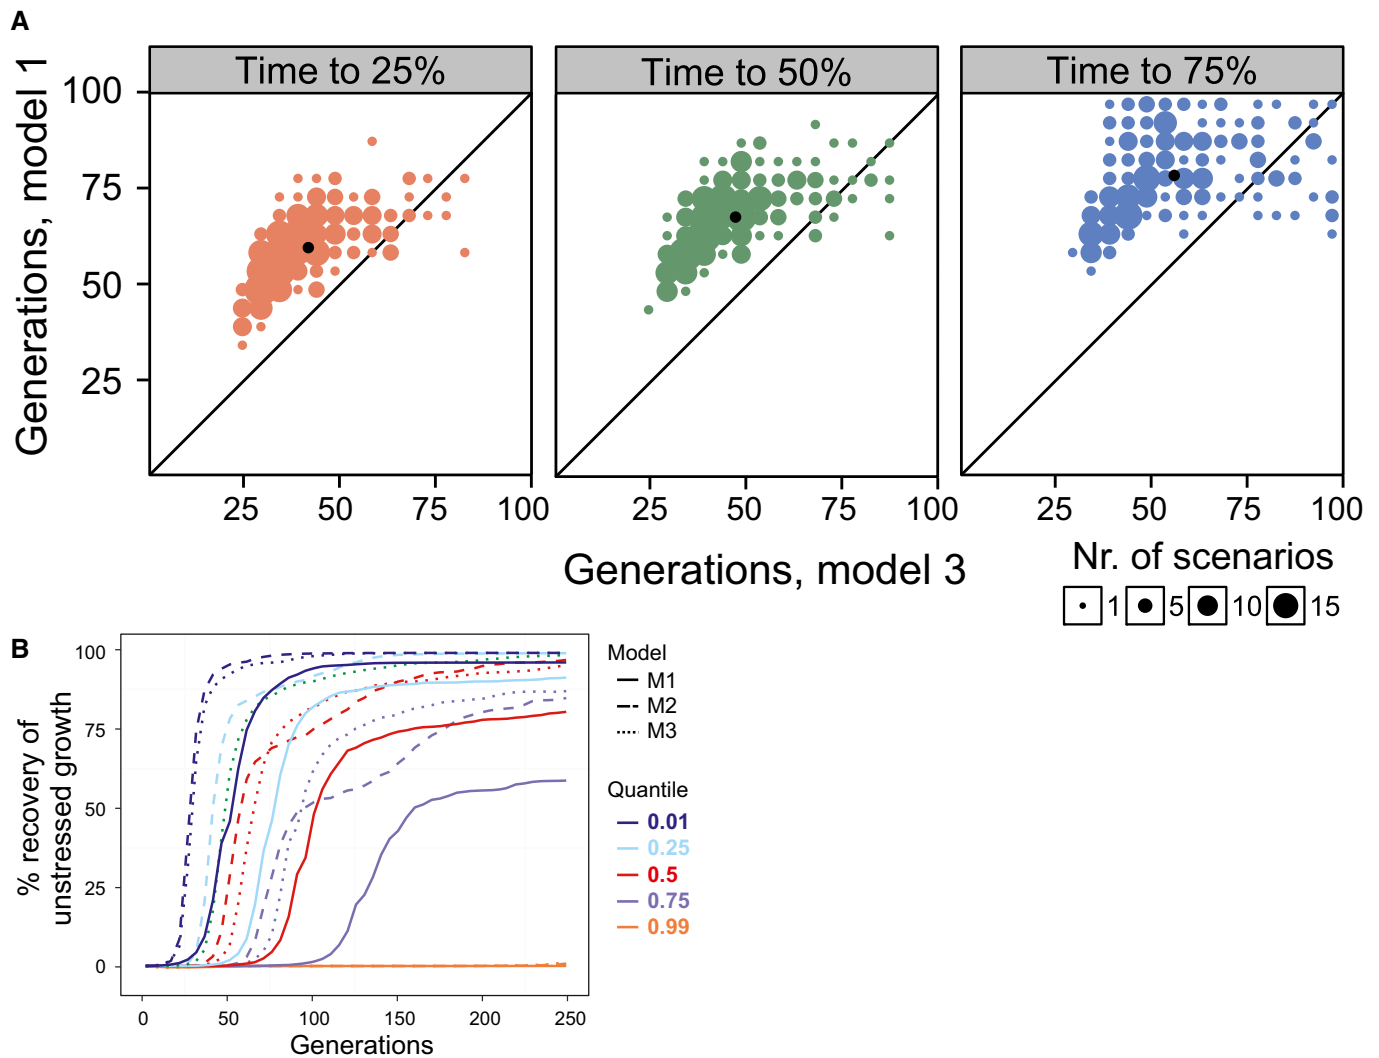 A
Time to 25%
Time to 50%
Time to 75%
Generations, model 1
100
75
50
25
25 50 75 100
25 50 75 100
25 50 75 100
Generations, model 3
Nr. of scenarios
1 5 10 15
B
% recovery of
unstressed growth
100
75
50
25
0
0 50 100 150 200 250
Generations
Model
M1
M2
M3
Quantile
0.01
0.25
0.5
0.75
0.99